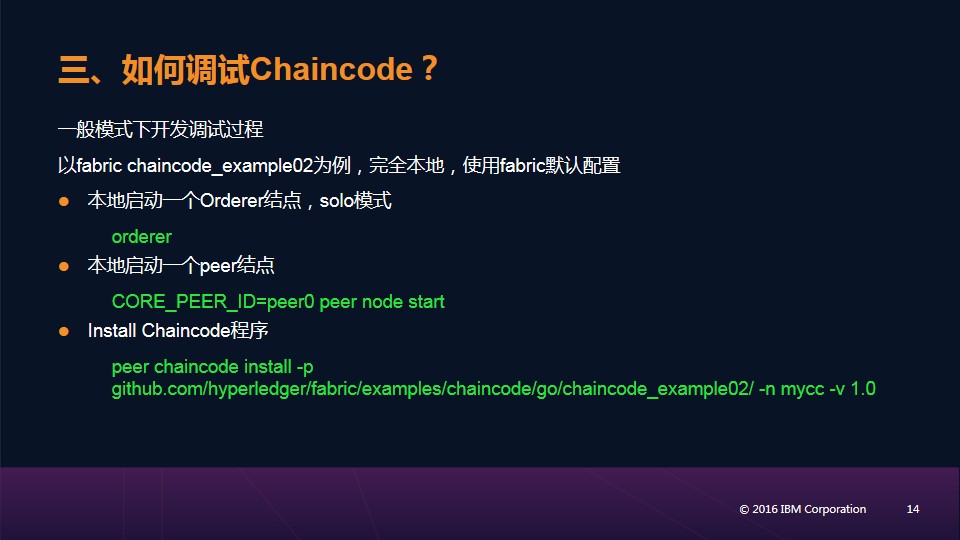 三、如何调试Chaincode？
一般模式下开发调试过程
以fabric chaincode_example02为例，完全本地，使用fabric默认配置
● 本地启动一个Orderer结点，solo模式
orderer
● 本地启动一个peer结点
CORE_PEER_ID=peer0 peer node start
● Install Chaincode程序
peer chaincode install -p
github.com/hyperledger/fabric/examples/chaincode/go/chaincode_example02/ -n mycc -v 1.0
© 2016 IBM Corporation 14